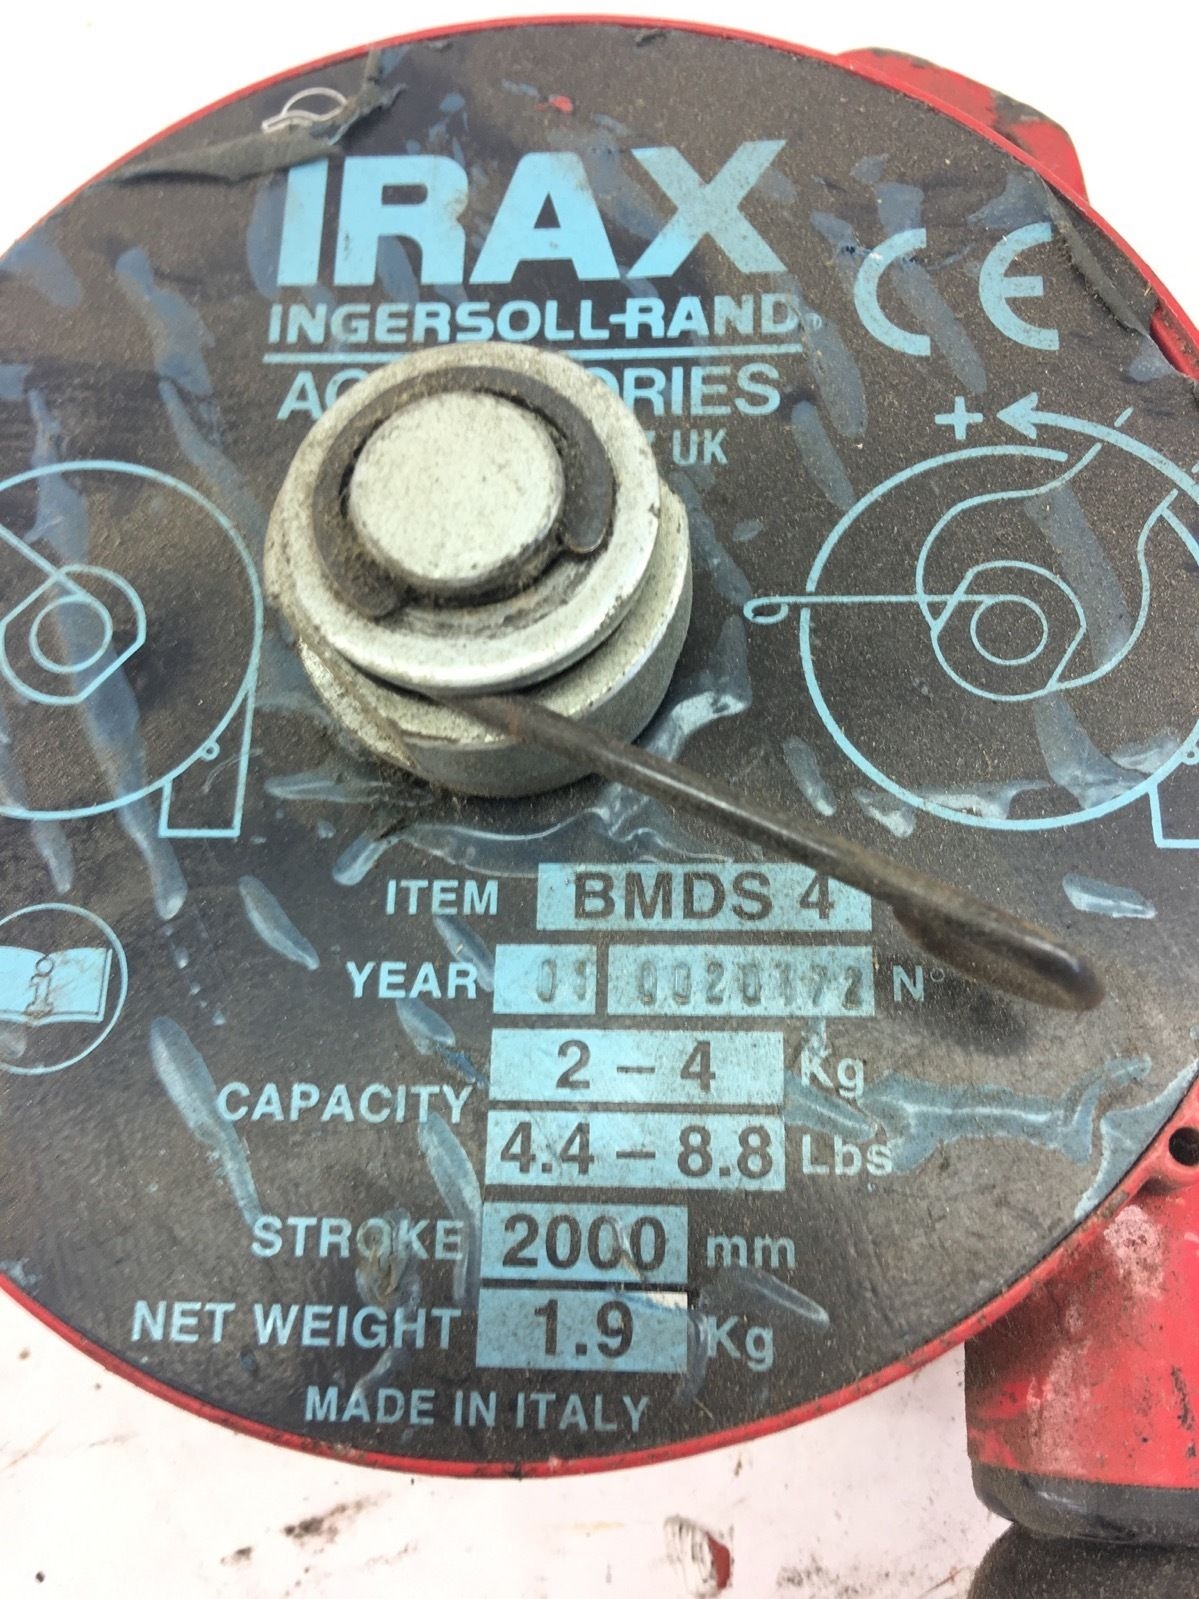 IRAX
INGERSOLL-RAND
UK
CE
+
ITEM BMDS 4
YEAR N°
CAPACITY
2 – 4 Kg
4.4 – 8.8 Lbs
STROKE 2000 mm
NET WEIGHT 1.9 Kg
MADE IN ITALY